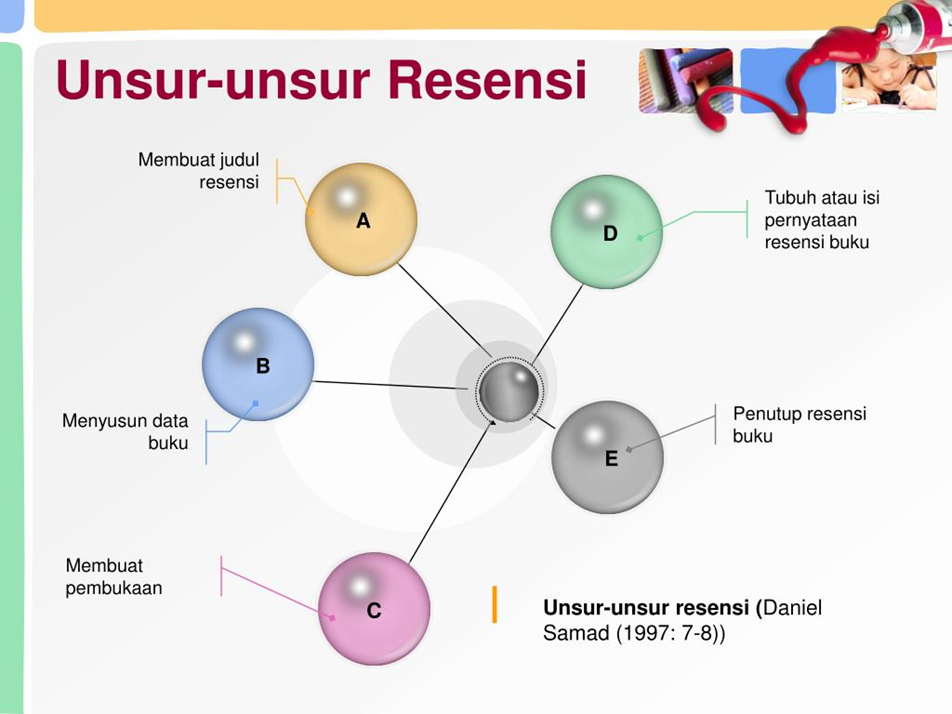 Unsur-unsur Resensi
Membuat judul
resensi
A
B
Menyusun data
buku
Membuat
pembukaan
C
D
Tubuh atau isi
pernyataan
resensi buku
E
Penutup resensi
buku
Unsur-unsur resensi (Daniel
Samad (1997: 7-8))